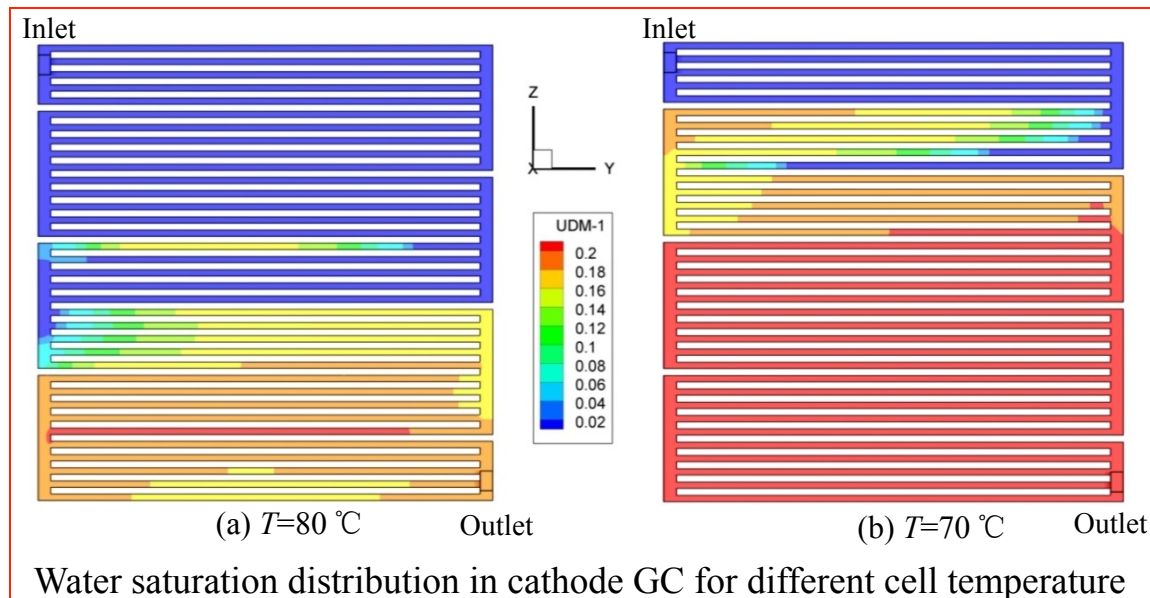 Inlet
Inlet
Z
X
Y
UDM-1
0.2
0.18
0.16
0.14
0.12
0.1
0.08
0.06
0.04
0.02
(a) T=80 ℃
Outlet
(b) T=70 ℃
Outlet
Water saturation distribution in cathode GC for different cell temperature